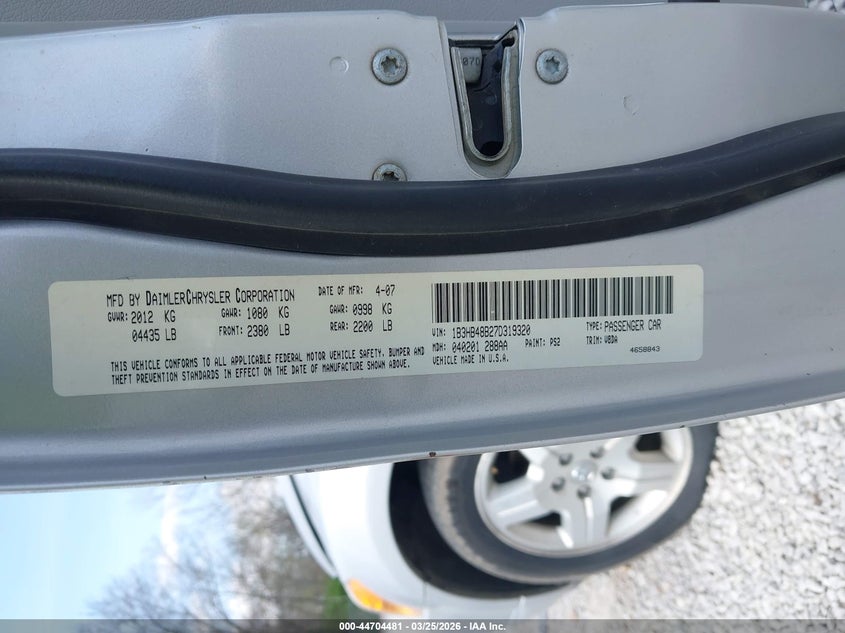 07D
MFD BY DAIMLERCHRYSLER CORPORATION DATE OF MFR: 4-07
GVWR: 2012 KG GAWR: 1080 KG GAWR: 0998 KG
04435 LB FRONT: 2380 LB REAR: 2200 LB
THIS VEHICLE CONFORMS TO ALL APPLICABLE FEDERAL MOTOR VEHICLE SAFETY, BUMPER AND
THEFT PREVENTION STANDARDS IN EFFECT ON THE DATE OF MANUFACTURE SHOWN ABOVE.
VIN: 1B3HB48B27D319320 TYPE: PASSENGER CAR
MDH: 040201 288AA PAINT: PS2 TRIM: V8DA
VEHICLE MADE IN U.S.A. 4658843
000-44704481 - 03/25/2026 - IAA Inc.